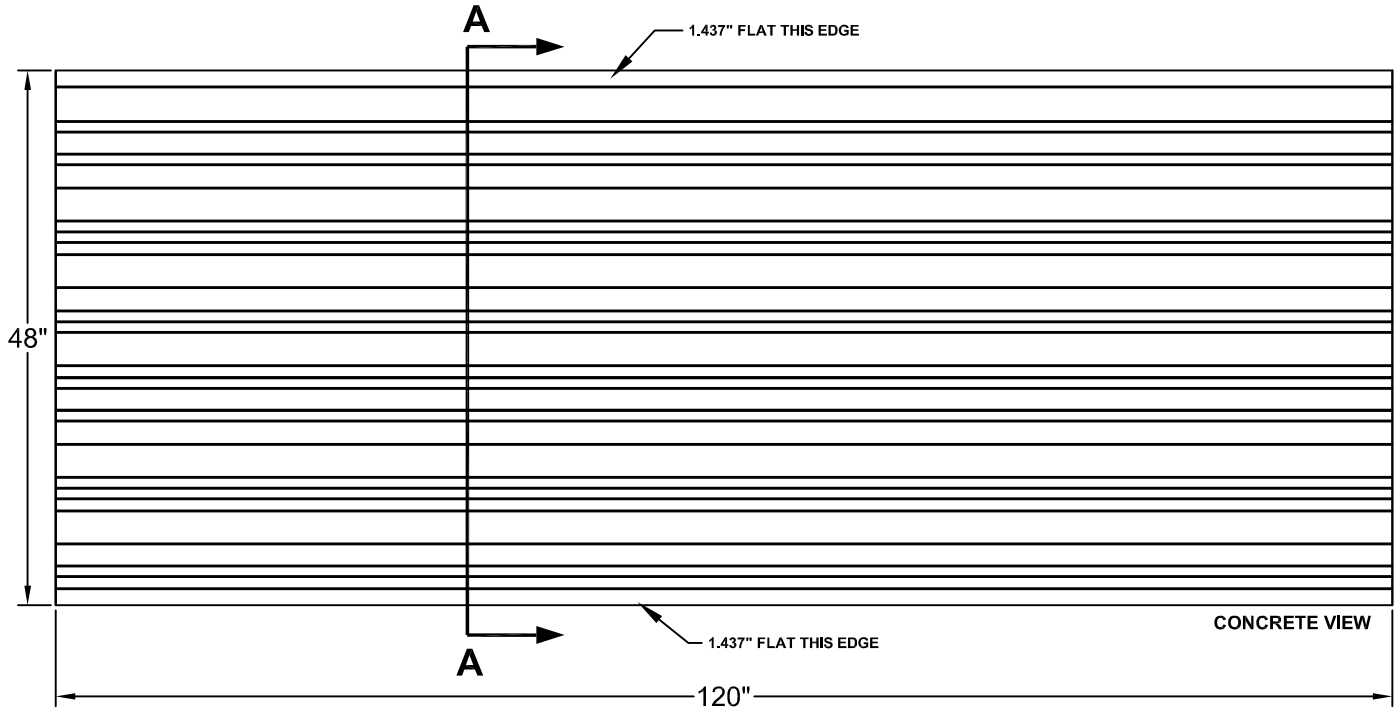 A
1.437" FLAT THIS EDGE
48"
CONCRETE VIEW
1.437" FLAT THIS EDGE
A
120"